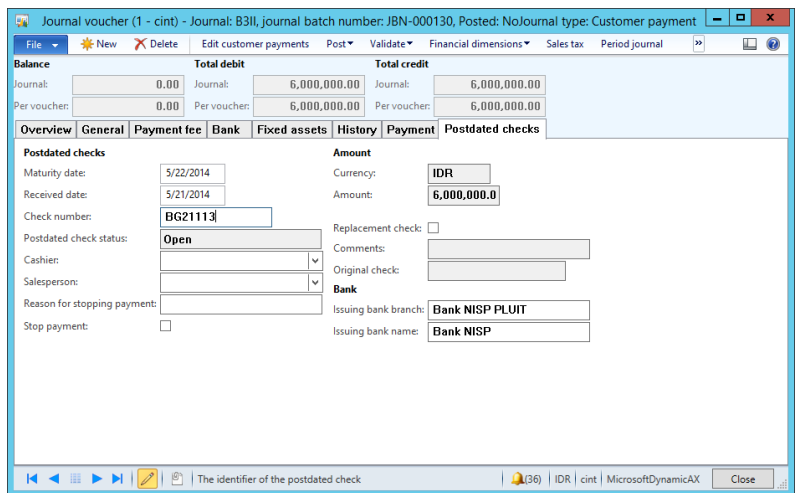 Journal voucher (1 - cint) - Journal: B3II, journal batch number: JBN-000130, Posted: NoJournal type: Customer payment
File New Delete Edit customer payments Post Validate Financial dimensions Sales tax Period journal »
Balance Total debit Total credit
Journal: 0.00 Journal: 6,000,000.00 Journal: 6,000,000.00
Per voucher: 0.00 Per voucher: 6,000,000.00 Per voucher: 6,000,000.00
Overview General Payment fee Bank Fixed assets History Payment Postdated checks
Postdated checks Amount
Maturity date: 5/22/2014 Currency: IDR
Received date: 5/21/2014 Amount: 6,000,000.0
Check number: BG21113
Replacement check:
Postdated check status: Open
Comments:
Cashier:
Original check:
Salesperson:
Bank
Reason for stopping payment: Issuing bank branch: Bank NISP PLUIT
Stop payment: Issuing bank name: Bank NISP
The identifier of the postdated check (36) IDR cint MicrosoftDynamicAX Close